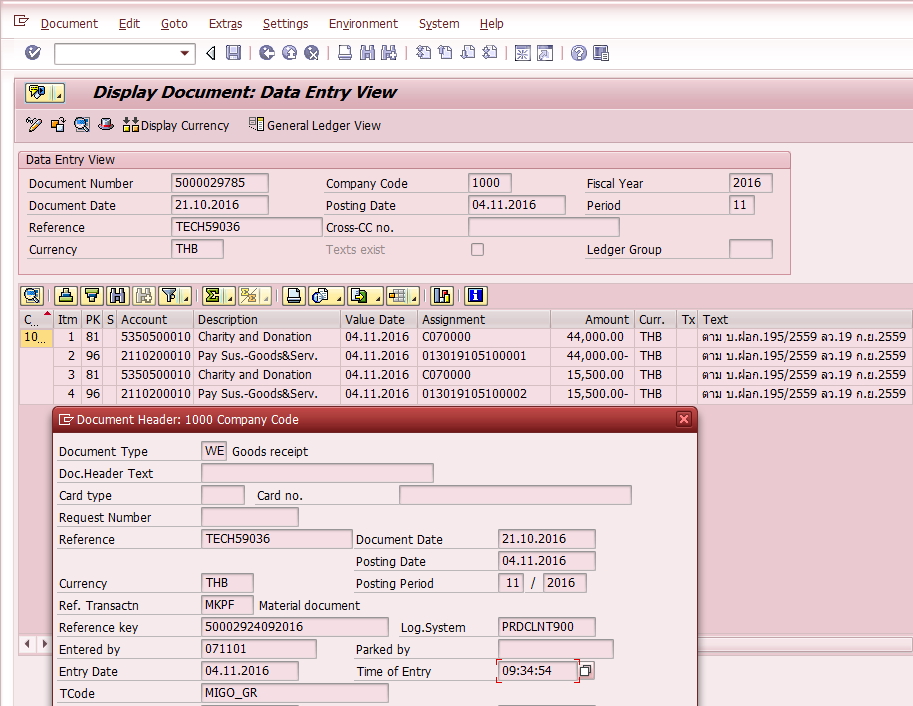 Document Edit Goto Extras Settings Environment System Help
Display Document: Data Entry View
Display Currency General Ledger View
Data Entry View
Document Number 5000029785 Company Code 1000 Fiscal Year 2016
Document Date 21.10.2016 Posting Date 04.11.2016 Period 11
Reference TECH59036 Cross-CC no.
Currency THB Texts exist Ledger Group
C... Itm PK S Account Description Value Date Assignment Amount Curr. Tx Text
10... 1 81 5350500010 Charity and Donation 04.11.2016 C070000 44,000.00 THB ตาม บ.ฝอก.195/2559 ลว.19 ก.ย.2559
2 96 2110200010 Pay Sus.-Goods&Serv. 04.11.2016 013019105100001 44,000.00- THB ตาม บ.ฝอก.195/2559 ลว.19 ก.ย.2559
3 81 5350500010 Charity and Donation 04.11.2016 C070000 15,500.00 THB ตาม บ.ฝอก.195/2559 ลว.19 ก.ย.2559
4 96 2110200010 Pay Sus.-Goods&Serv. 04.11.2016 013019105100002 15,500.00- THB ตาม บ.ฝอก.195/2559 ลว.19 ก.ย.2559
Document Header: 1000 Company Code
Document Type WE Goods receipt
Doc.Header Text
Card type Card no.
Request Number
Reference TECH59036 Document Date 21.10.2016
Posting Date 04.11.2016
Currency THB Posting Period 11 / 2016
Ref. Transactn MKPF Material document
Reference key 50002924092016 Log.System PRDCLNT900
Entered by 071101 Parked by
Entry Date 04.11.2016 Time of Entry 09:34:54
TCode MIGO_GR